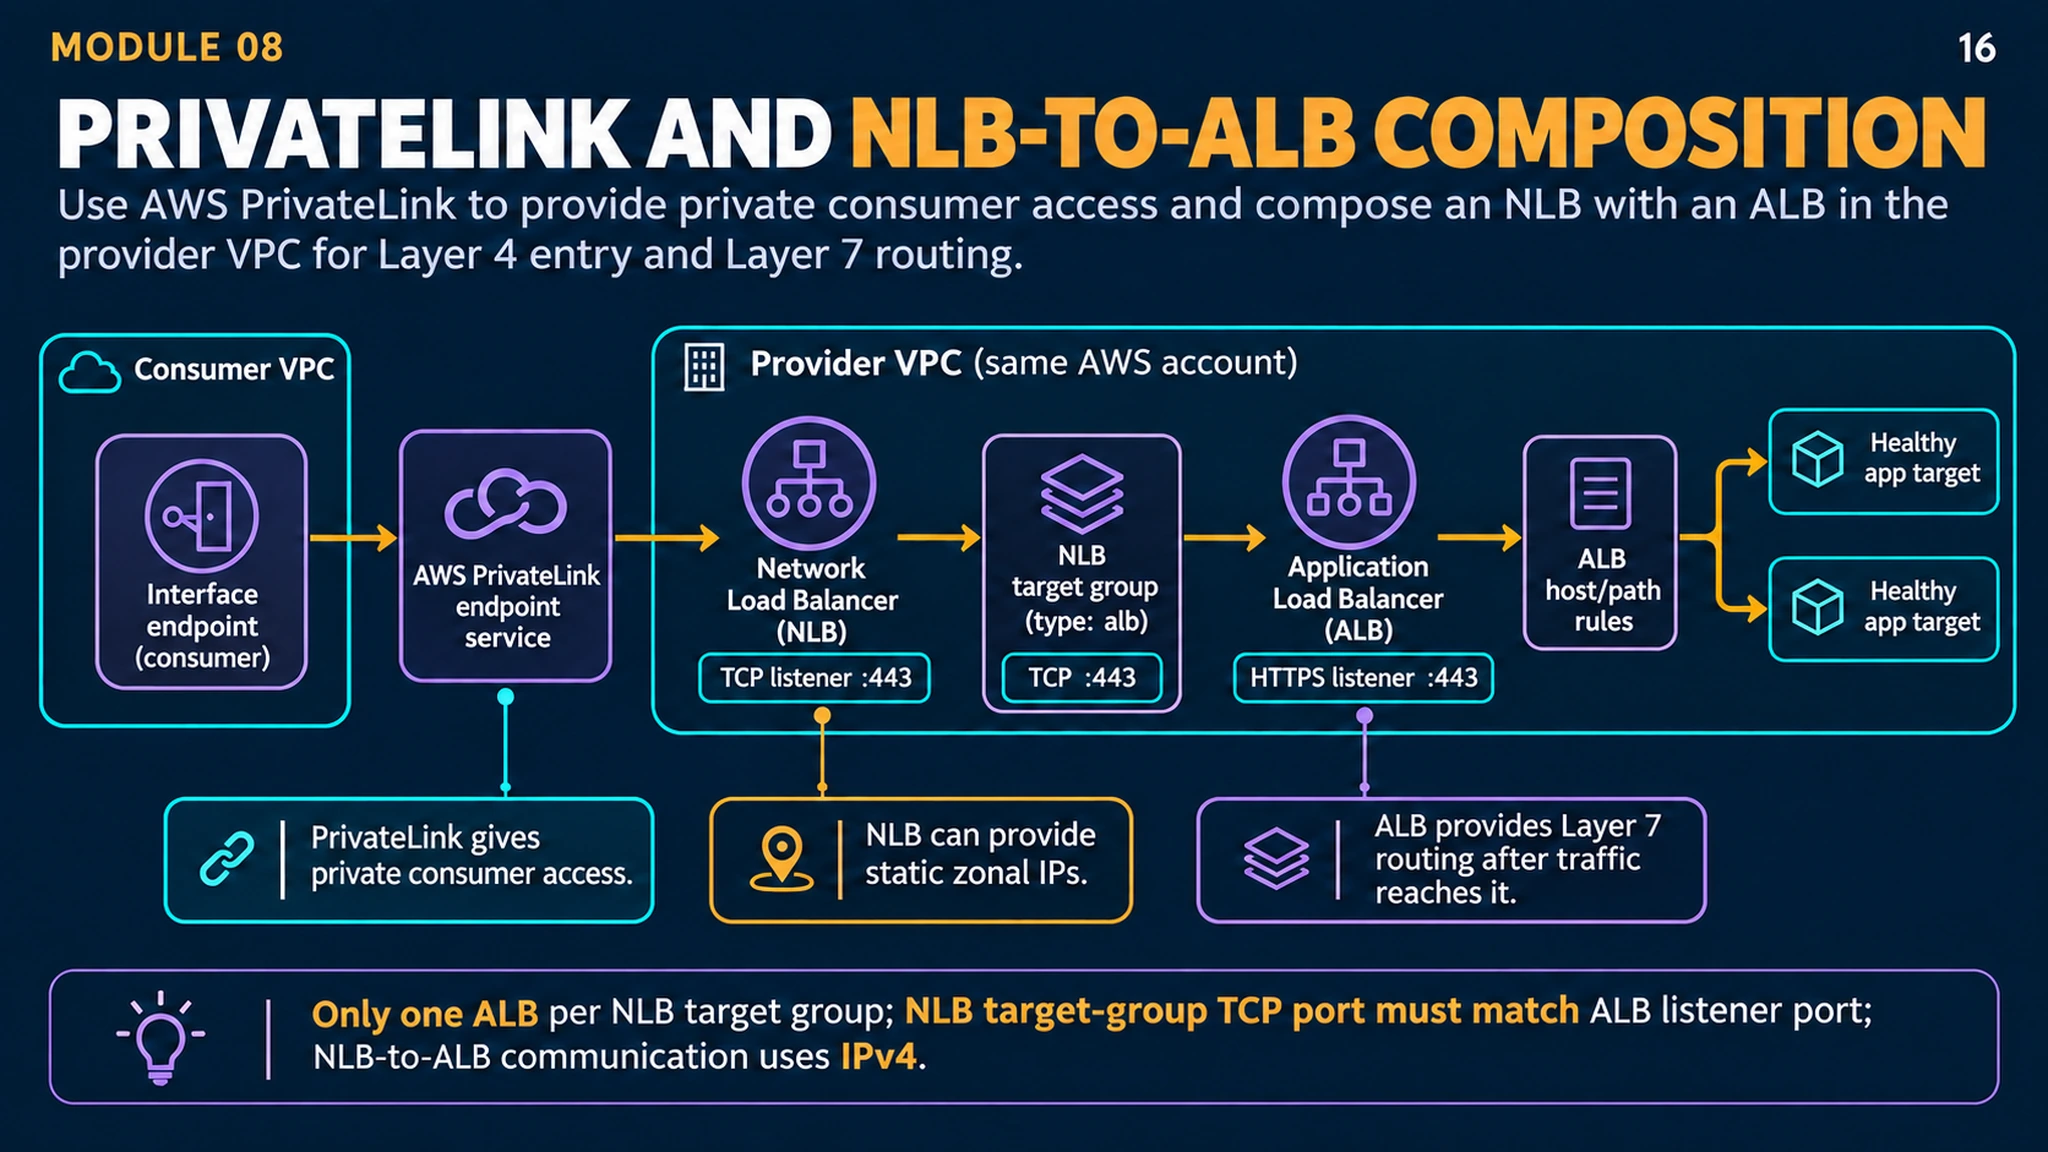 MODULE 08
16
PRIVATELINK AND NLB-TO-ALB COMPOSITION
Use AWS PrivateLink to provide private consumer access and compose an NLB with an ALB in the
provider VPC for Layer 4 entry and Layer 7 routing.
Consumer VPC
Interface
endpoint
(consumer)
AWS PrivateLink
endpoint
service
Provider VPC (same AWS account)
Network
Load Balancer
(NLB)
TCP listener :443
NLB
target group
(type: alb)
TCP :443
Application
Load Balancer
(ALB)
HTTPS listener :443
ALB
host/path
rules
Healthy
app target
Healthy
app target
PrivateLink gives
private consumer access.
NLB can provide
static zonal IPs.
ALB provides Layer 7
routing after traffic
reaches it.
Only one ALB per NLB target group; NLB target-group TCP port must match ALB listener port;
NLB-to-ALB communication uses IPv4.